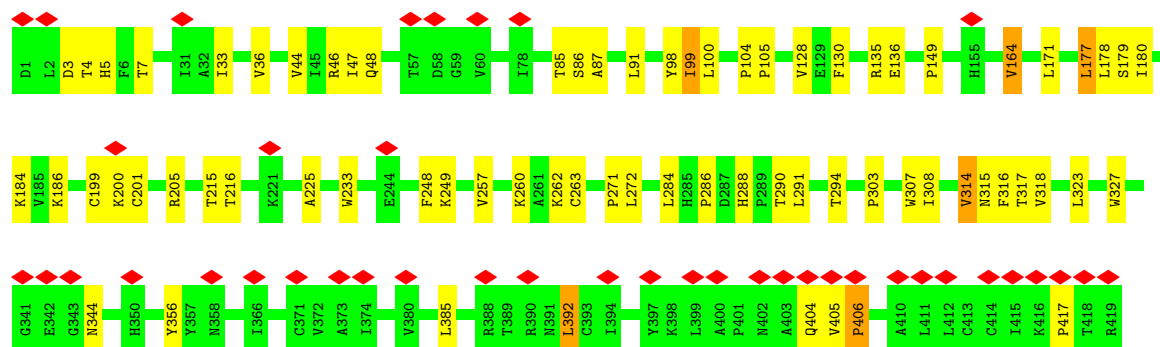 D1 L2 D3 T4 H5 F6 T7 I31 A32 I33 V36 V44 I45 R46 I47 Q48 T57 D58 G59 V60 I78 T85 S86 A87 L91 Y98 I99 L100 P104 P105 V128 E129 F130 R135 E136 P149 H155 V164 L171 L177 L178 S179 I180
K184 V185 K186 C199 K200 C201 R205 T215 T216 K221 A225 W233 E244 F248 K249 V257 K260 A261 K262 C263 P271 L272 L284 H285 P286 D287 H288 P289 T290 L291 T294 P303 W307 I308 V314 N315 F316 T317 V318 L323 W327
G341 E342 G343 N344 H350 Y356 Y357 N358 I366 C371 V372 A373 I374 V380 L385 R388 T389 R390 N391 L392 C393 I394 Y397 K398 L399 A400 P401 N402 A403 Q404 V405 P406 A410 L411 L412 C413 C414 I415 K416 P417 T418 R419